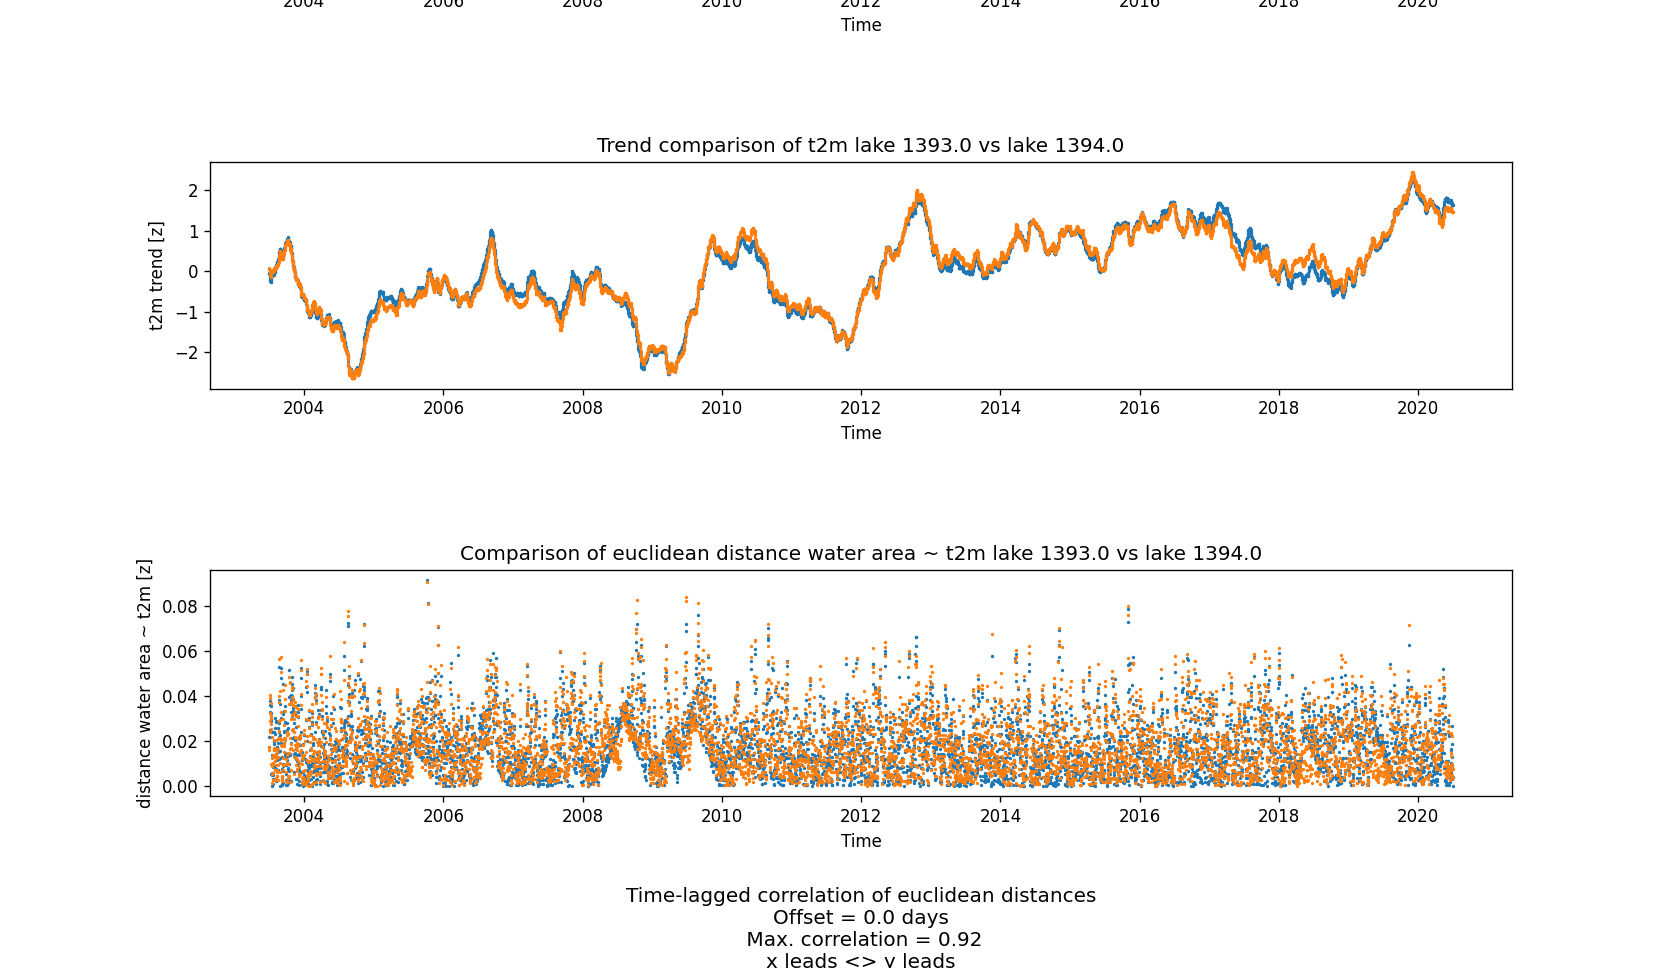 2004 2006 2008 2010 2012 2014 2016 2018 2020
Time
Trend comparison of t2m lake 1393.0 vs lake 1394.0
t2m trend [z]
2
1
0
−1
−2
2004 2006 2008 2010 2012 2014 2016 2018 2020
Time
Comparison of euclidean distance water area ~ t2m lake 1393.0 vs lake 1394.0
distance water area ~ t2m [z]
0.08
0.06
0.04
0.02
0.00
2004 2006 2008 2010 2012 2014 2016 2018 2020
Time
Time-lagged correlation of euclidean distances
Offset = 0.0 days
Max. correlation = 0.92
x leads <> y leads